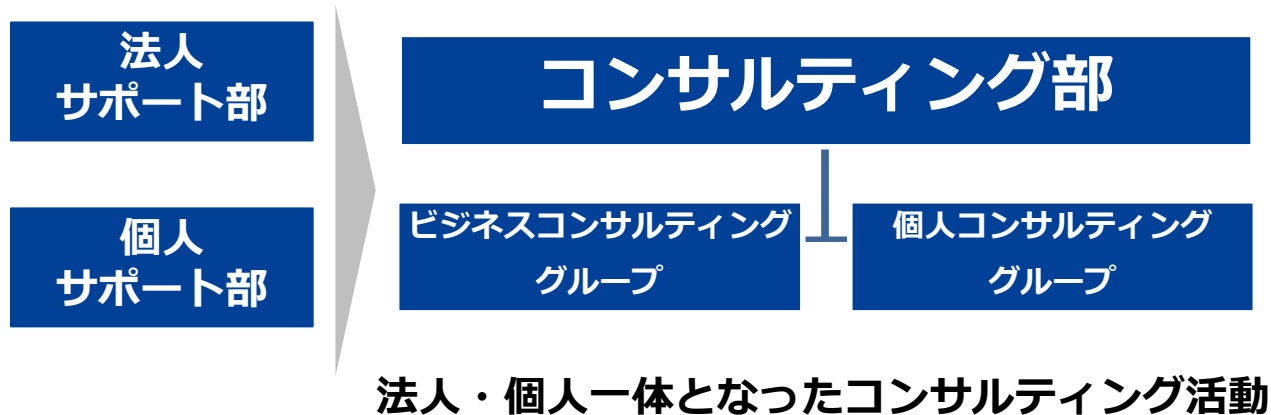 法人
サポート部
個人
サポート部
コンサルティング部
ビジネスコンサルティング
グループ
個人コンサルティング
グループ
法人・個人一体となったコンサルティング活動